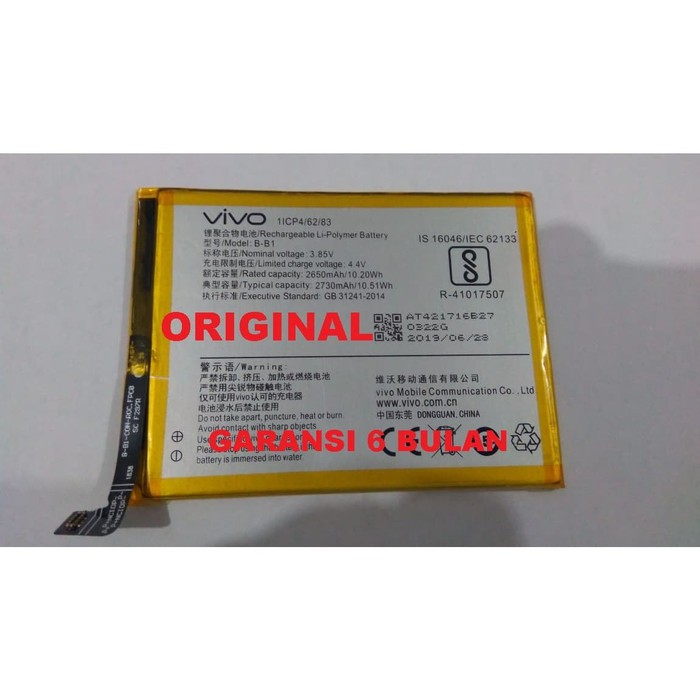 vivo
1ICP4/62/83
锂聚合物电池/Rechargeable Li-Polymer Battery
型号/Model: B-B1
标称电压/Nominal voltage: 3.85V
充电限制电压/Limited charge voltage: 4.4V
额定容量/Rated capacity: 2650mAh/10.20Wh
典型容量/Typical capacity: 2730mAh/10.51Wh
执行标准/Executive Standard: GB 31241-2014
IS 16046/IEC 62133
R-41017507
ORIGINAL
AT421716B27
0322G
2019/06/23
警示语/Warning:
严禁拆卸、挤压、加热或燃烧电池
严禁用尖锐物碰触电池
仅可使用vivo认可的充电器
电池浸水后禁止使用
Do not disassemble, puncture, heat or burn
Avoid contact with sharp objects
battery is immersed in water
维沃移动通信有限公司
vivo Mobile Communication Co., Ltd.
www.vivo.com.cn
中国·东莞 DONGGUAN, CHINA
GARANSI 6 BULAN
B-B1-COM-ADC_FPCB
1838